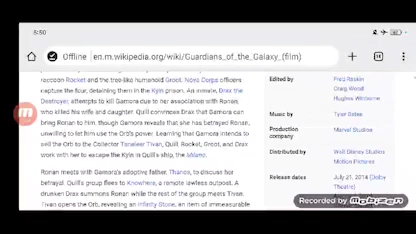 5:50
Offline en.m.wikipedia.org/wiki/Guardians_of_the_Galaxy_(film)
raccoon Rocket and the tree-like humanoid Groot. Nova Corps officers
capture the four, detaining them in the Kyln prison. An inmate, Drax the
Destroyer, attempts to kill Gamora due to her association with Ronan,
who killed his wife and daughter. Quill convinces Drax that Gamora can
bring Ronan to him, though Gamora reveals that she has betrayed Ronan,
unwilling to let him use the Orb's power. Learning that Gamora intends to
sell the Orb to the Collector Taneleer Tivan, Quill, Rocket, Groot, and Drax
work with her to escape the Kyln in Quill's ship, the Milano.
Ronan meets with Gamora's adoptive father, Thanos, to discuss her
betrayal. Quill's group flees to Knowhere, a remote lawless outpost. A
drunken Drax summons Ronan while the rest of the group meets Tivan.
Tivan opens the Orb, revealing an Infinity Stone, an item of immeasurable
Edited by
Fred Raskin
Craig Wood
Hughes Winborne
Music by
Tyler Bates
Production
company
Marvel Studios
Distributed by
Walt Disney Studios
Motion Pictures
Release dates
July 21, 2014 (Dolby
Theatre)
Recorded by
mobizen